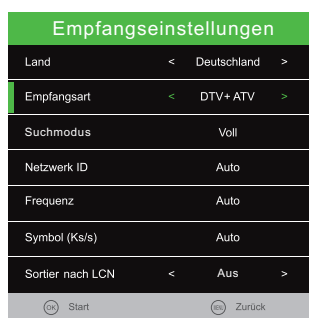 Empfangseinstellungen
Land < Deutschland >
Empfangsart < DTV+ ATV >
Suchmodus Voll
Netzwerk ID Auto
Frequenz Auto
Symbol (Ks/s) Auto
Sortier nach LCN < Aus >
OK Start Zurück